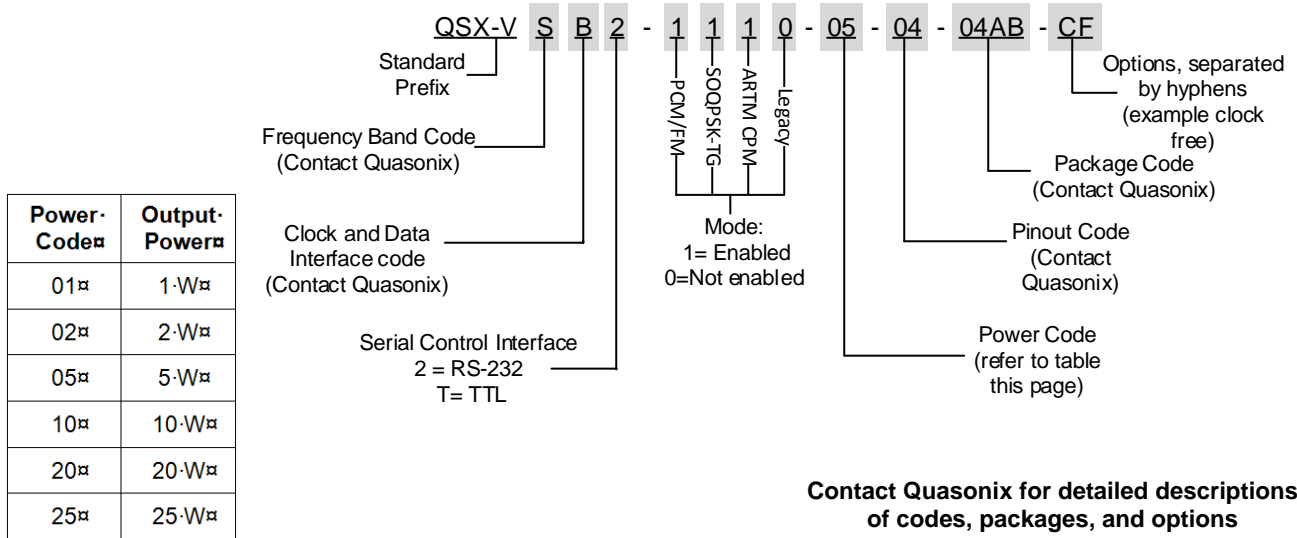 QSX-V S B 2 - 1 1 1 0 - 05 - 04 - 04AB - CF
Standard
Prefix
Frequency Band Code
(Contact Quasonix)
Clock and Data
Interface code
(Contact Quasonix)
Serial Control Interface
2 = RS-232
T= TTL
PCM/FM
SOQPSK-TG
ARTM CPM
Legacy
Mode:
1= Enabled
0=Not enabled
Options, separated
by hyphens
(example clock
free)
Package Code
(Contact Quasonix)
Pinout Code
(Contact
Quasonix)
Power Code
(refer to table
this page)
Power· Output·
Code¤ Power¤
01¤ 1·W¤
02¤ 2·W¤
05¤ 5·W¤
10¤ 10·W¤
20¤ 20·W¤
25¤ 25·W¤
Contact Quasonix for detailed descriptions
of codes, packages, and options